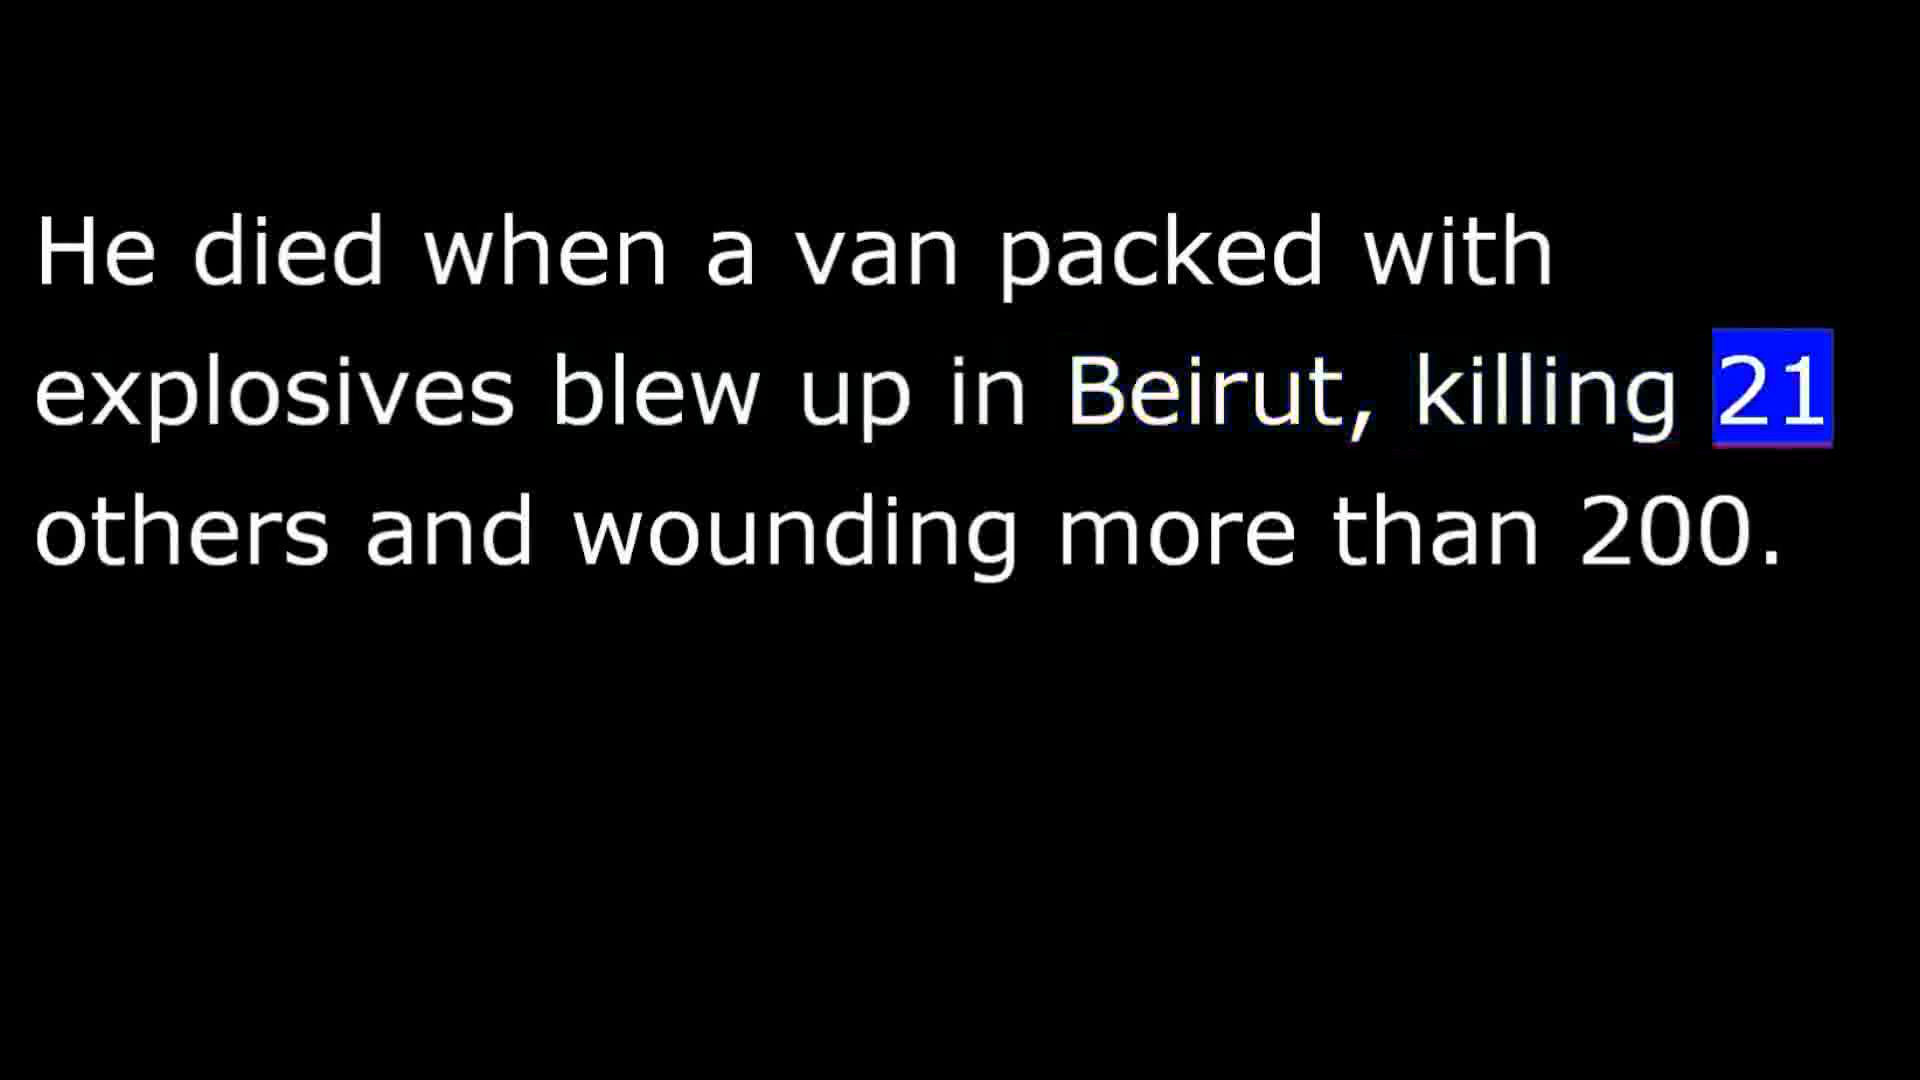 He died when a van packed with
explosives blew up in Beirut, killing 21
others and wounding more than 200.